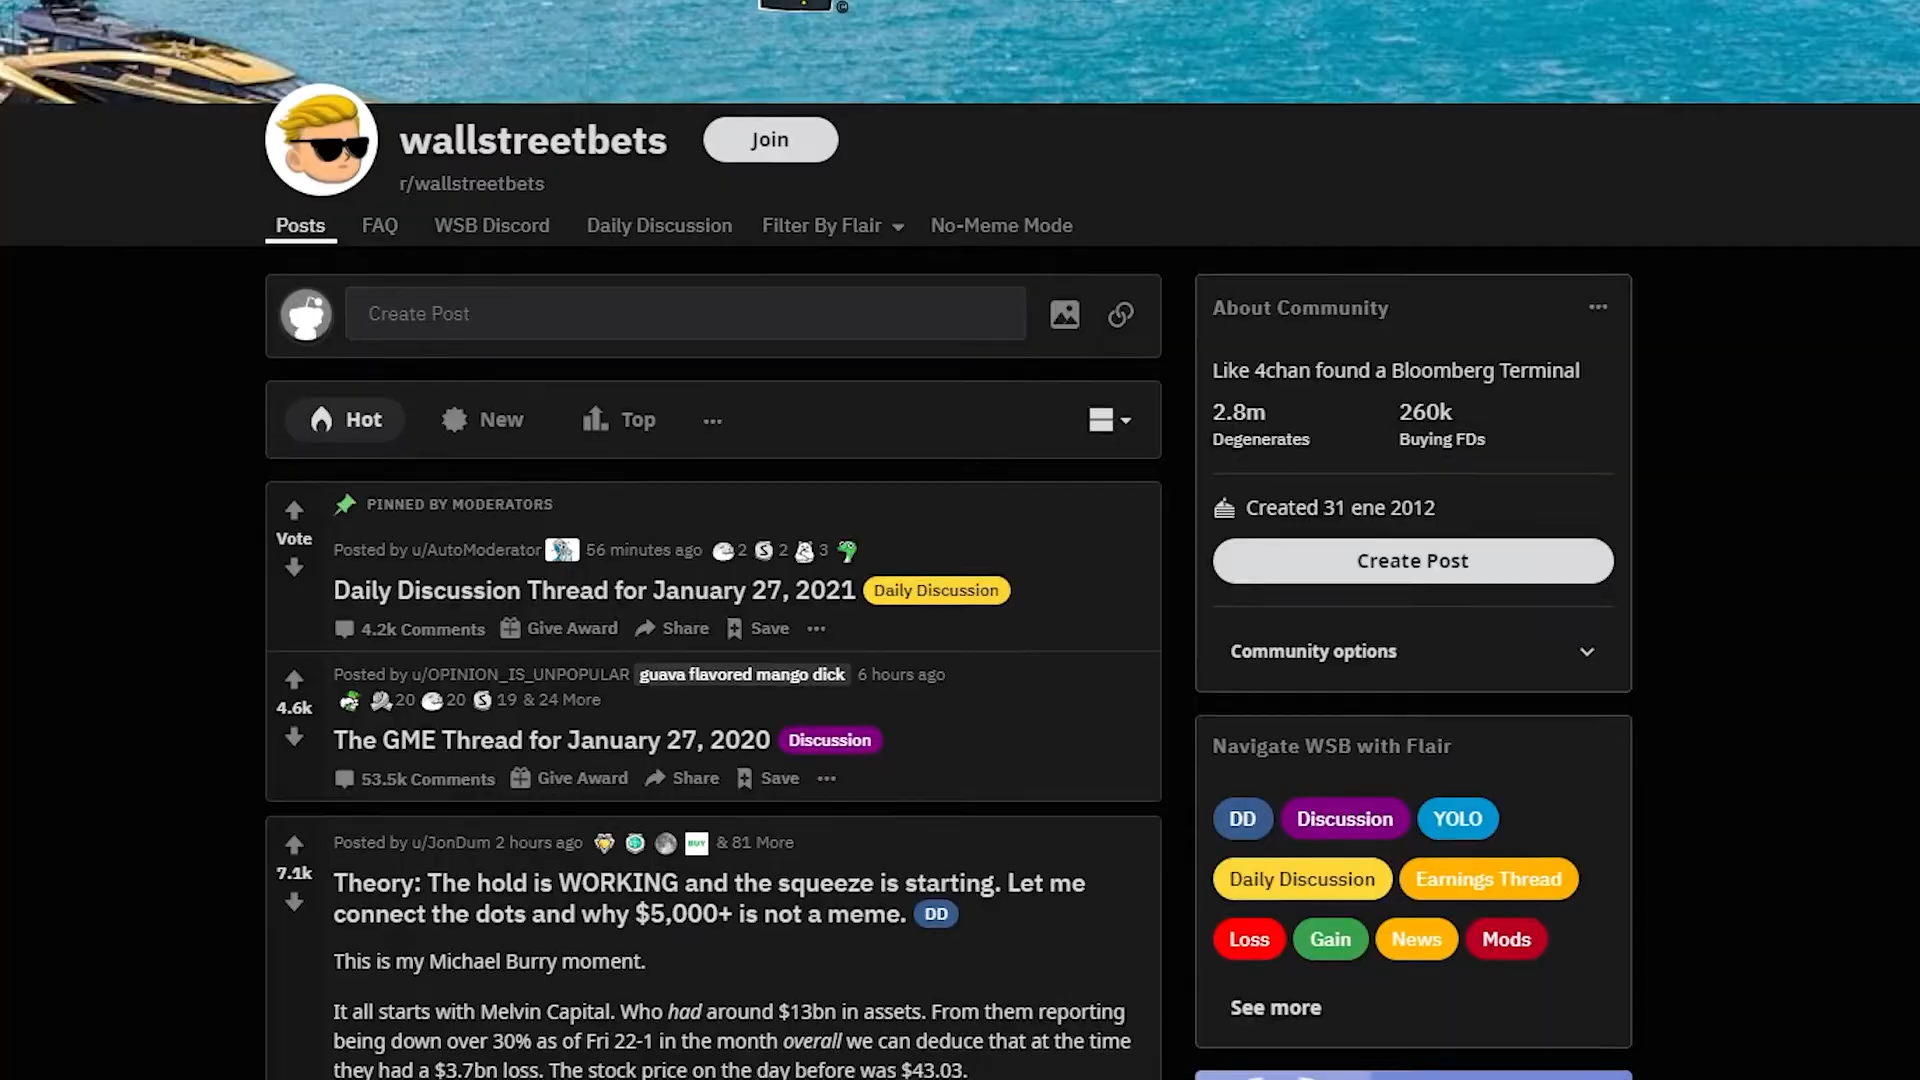 wallstreetbets
Join
r/wallstreetbets
Posts FAQ WSB Discord Daily Discussion Filter By Flair No-Meme Mode
Create Post
Hot New Top ...
PINNED BY MODERATORS
Vote
Posted by u/AutoModerator 56 minutes ago 2 S 2 3
Daily Discussion Thread for January 27, 2021 Daily Discussion
4.2k Comments Give Award Share Save ...
Posted by u/OPINION_IS_UNPOPULAR guava flavored mango dick 6 hours ago
20 20 S 19 & 24 More
4.6k
The GME Thread for January 27, 2020 Discussion
53.5k Comments Give Award Share Save ...
Posted by u/JonDum 2 hours ago BUY & 81 More
7.1k
Theory: The hold is WORKING and the squeeze is starting. Let me
connect the dots and why $5,000+ is not a meme. DD
This is my Michael Burry moment.
It all starts with Melvin Capital. Who had around $13bn in assets. From them reporting
being down over 30% as of Fri 22-1 in the month overall we can deduce that at the time
they had a $3.7bn loss. The stock price on the day before was $43.03.
About Community ...
Like 4chan found a Bloomberg Terminal
2.8m 260k
Degenerates Buying FDs
Created 31 ene 2012
Create Post
Community options
Navigate WSB with Flair
DD Discussion YOLO
Daily Discussion Earnings Thread
Loss Gain News Mods
See more